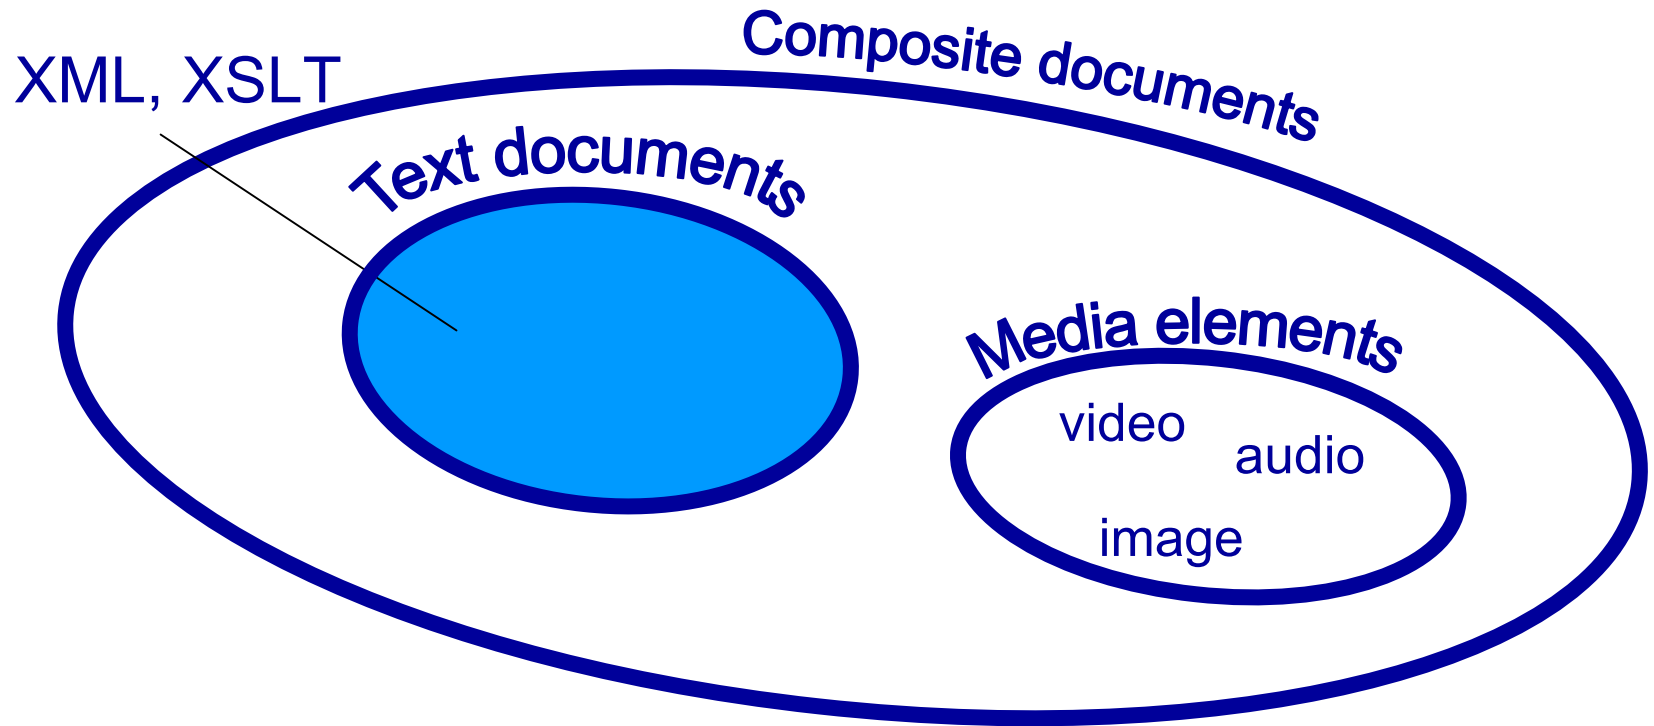 Composite documents
XML, XSLT
Text documents
Media elements
video
audio
image